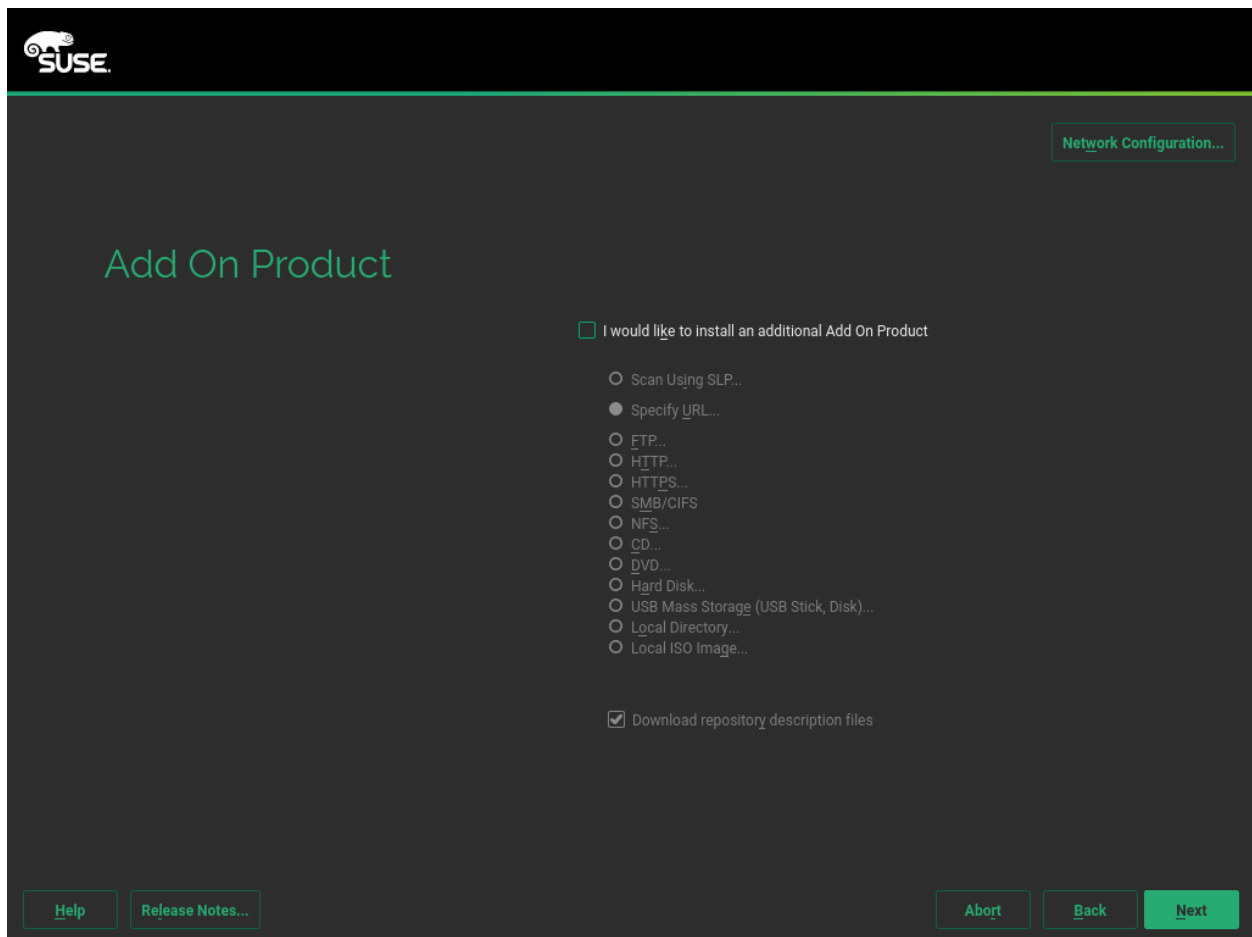 SUSE.
Network Configuration...
Add On Product
I would like to install an additional Add On Product
Scan Using SLP...
Specify URL...
FTP...
HTTP...
HTTPS...
SMB/CIFS
NFS...
CD...
DVD...
Hard Disk...
USB Mass Storage (USB Stick, Disk)...
Local Directory...
Local ISO Image...
Download repository description files
Help Release Notes... Abort Back Next